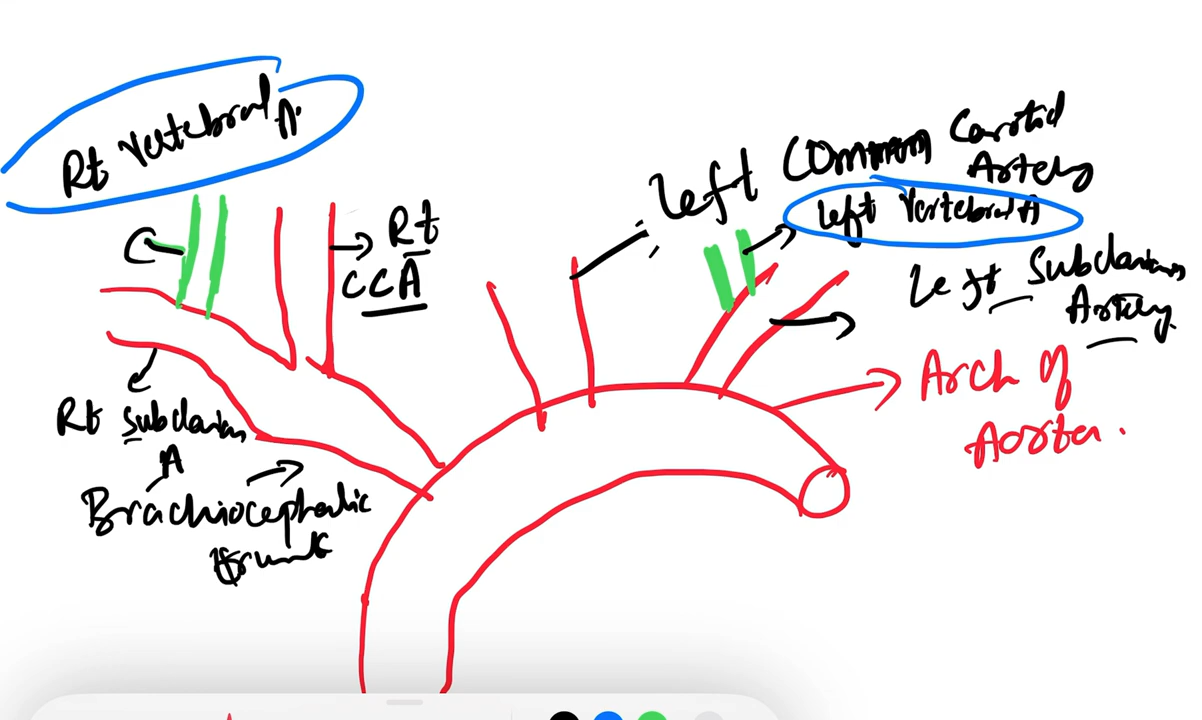 Rt Vertebral A.
Rt
CCA
Rt Subclavian
A
Brachiocephalic
trunk
Left Common Carotid
Artery
Left Vertebral A
Left Subclavian
Artery
Arch of
Aorta.